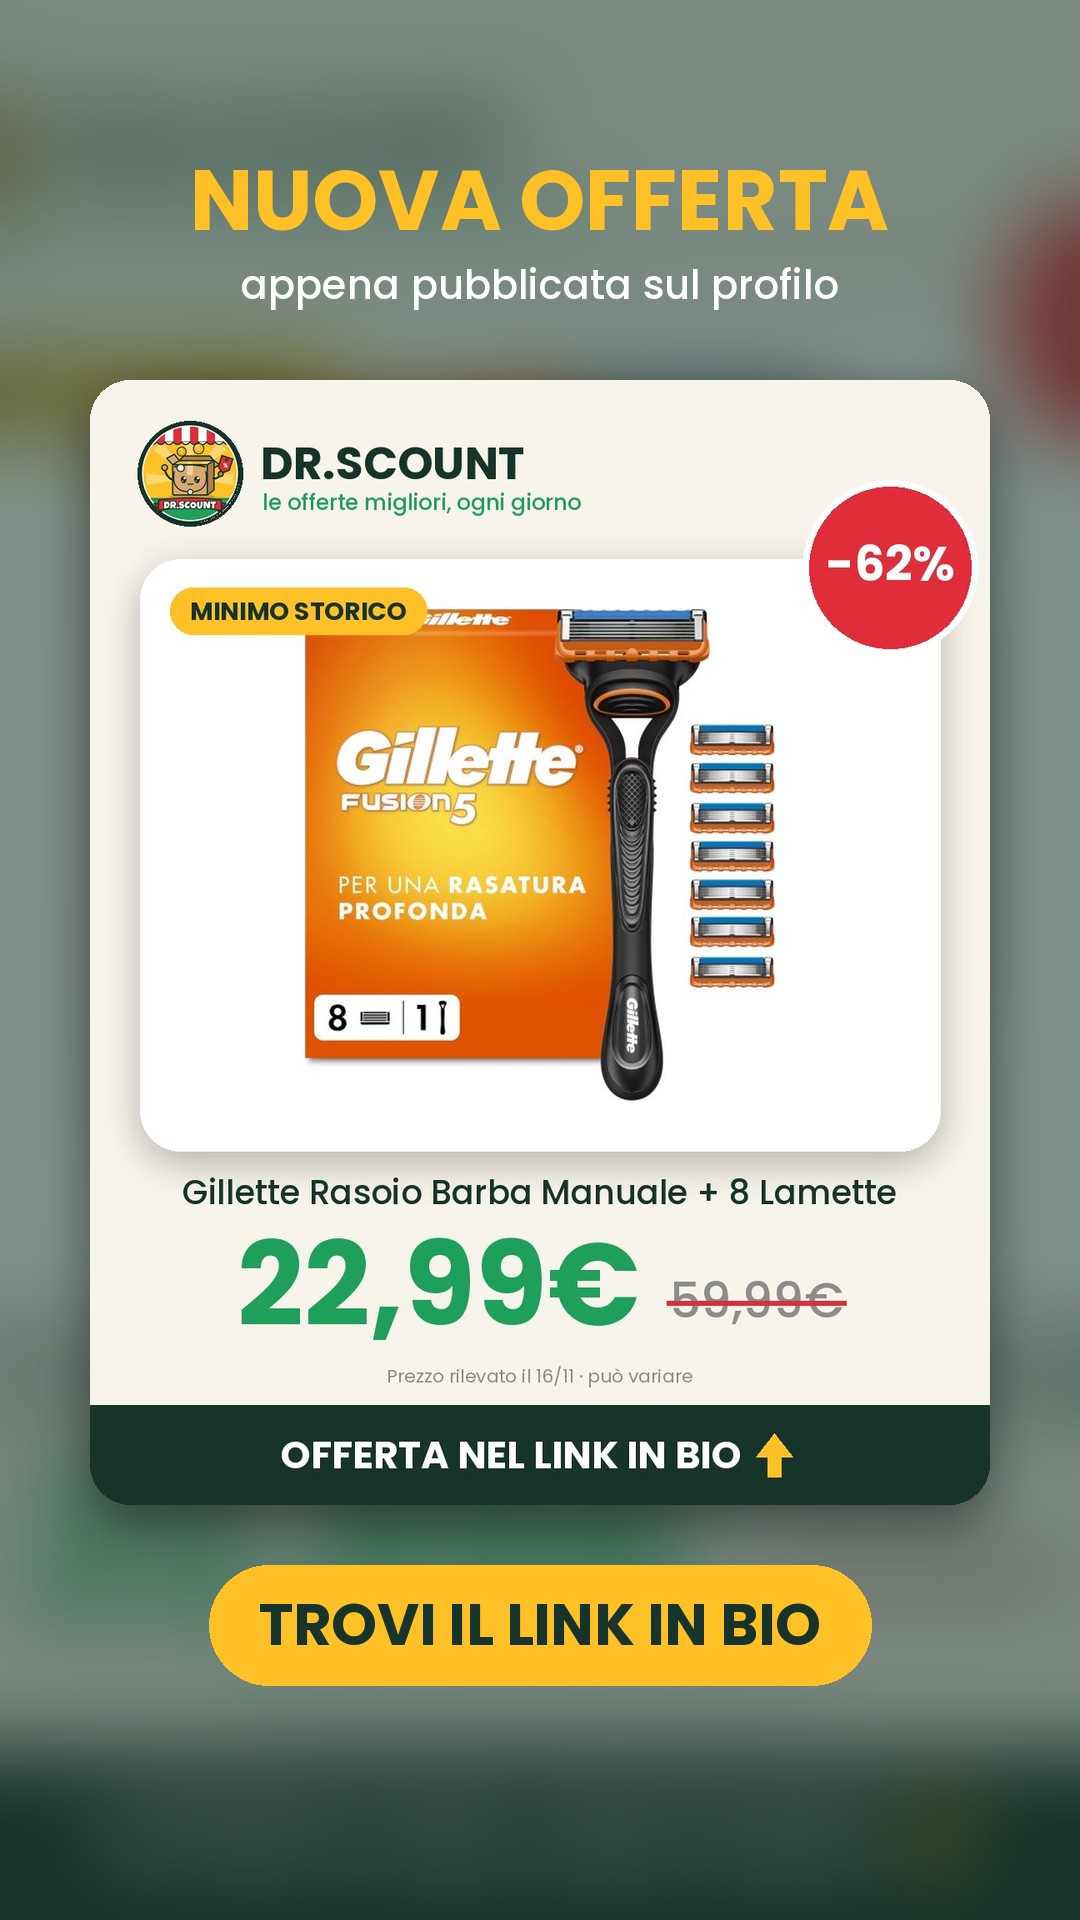 NUOVA OFFERTA
appena pubblicata sul profilo
DR.SCOUNT
DR.SCOUNT
le offerte migliori, ogni giorno
-62%
MINIMO STORICO
Gillette
Gillette
FUSION5
PER UNA RASATURA
PROFONDA
8 | 1
Gillette
Gillette Rasoio Barba Manuale + 8 Lamette
22,99€ 59,99€
Prezzo rilevato il 16/11 · può variare
OFFERTA NEL LINK IN BIO
TROVI IL LINK IN BIO